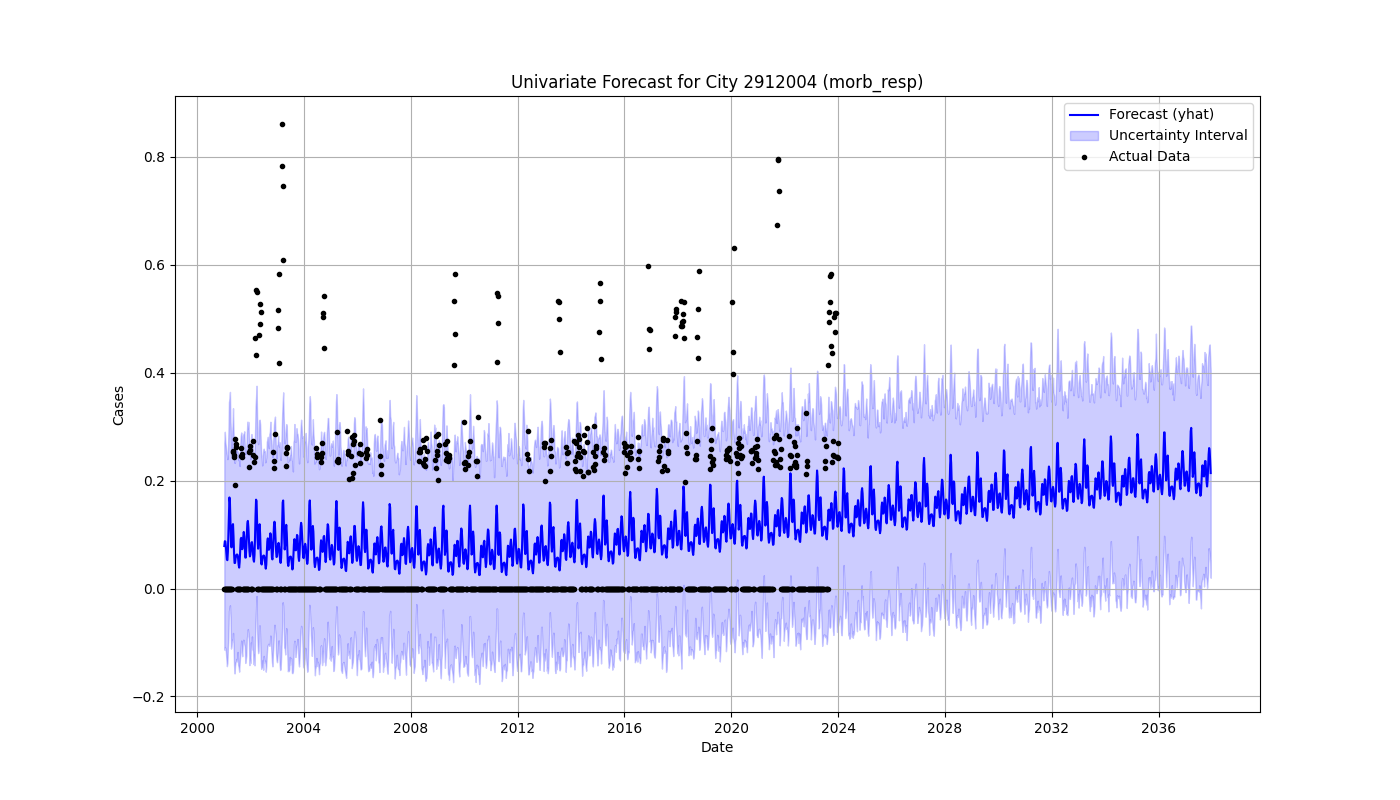 Univariate Forecast for City 2912004 (morb_resp)
Forecast (yhat)
Uncertainty Interval
Actual Data
Cases
0.8
0.6
0.4
0.2
0.0
−0.2
2000 2004 2008 2012 2016 2020 2024 2028 2032 2036
Date